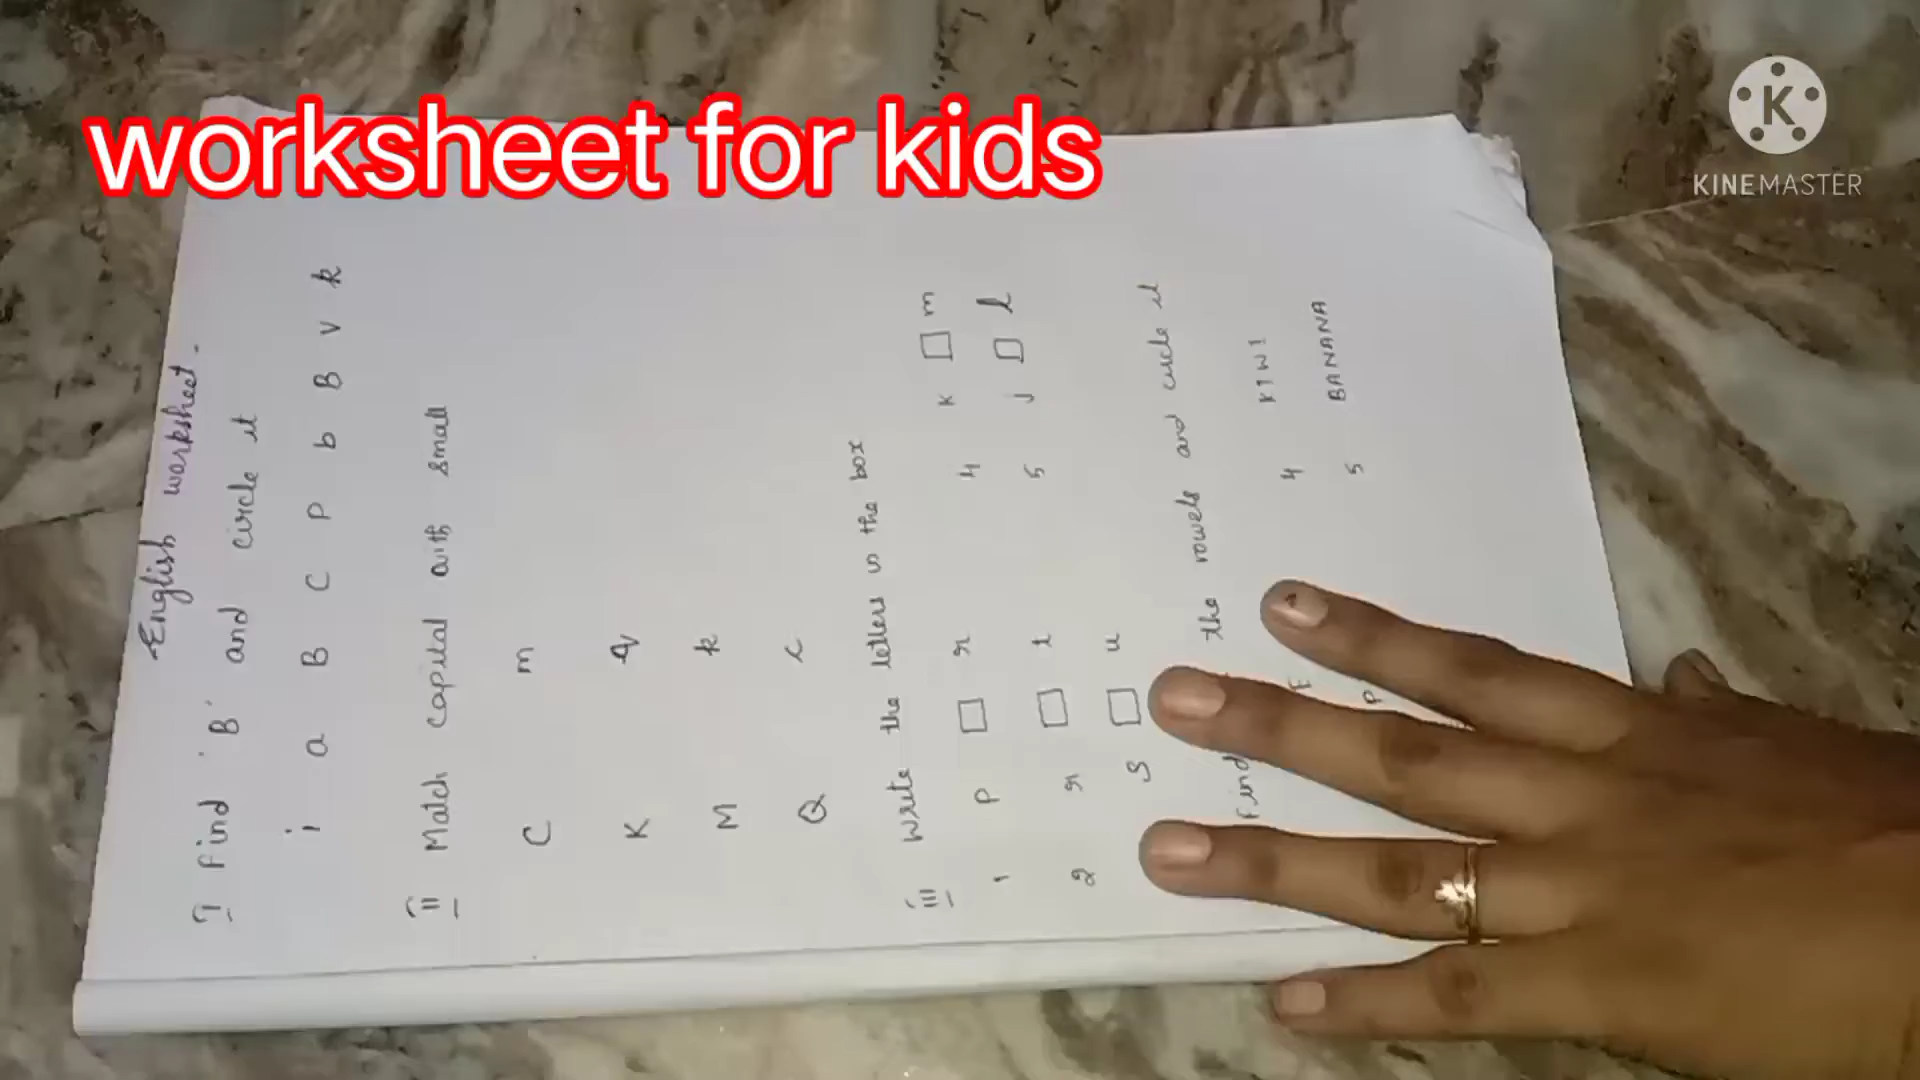 worksheet for kids
K
KINEMASTER
English worksheet.
I Find 'B' and circle it
i a B C P b B V k
II Match capital with small
C m
K q
M k
Q c
III Write the letters in the box
1 P □ r 4 K □ m
2 r □ t 5 j □ l
S □ u
Find the vowels and circle it
E 4 KIWI
P 5 BANANA